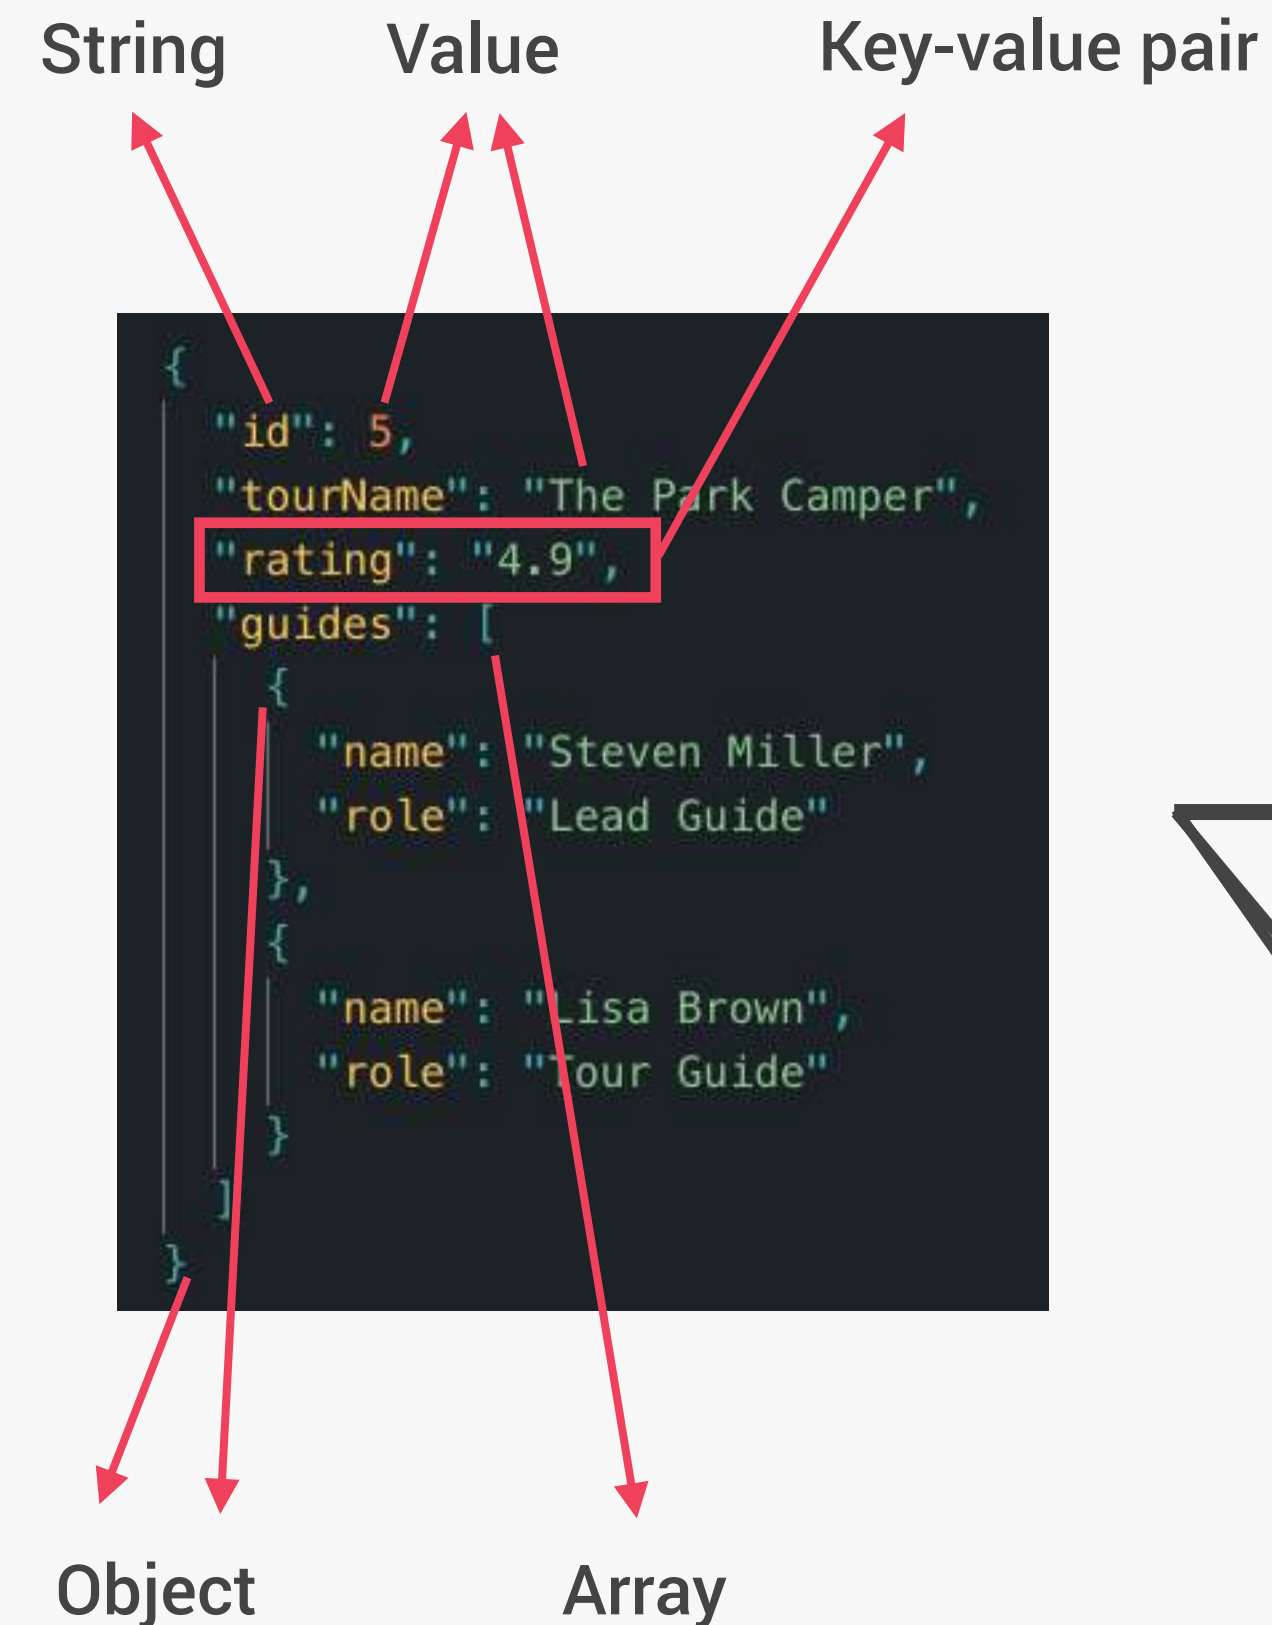 String Value Key-value pair
{
"id": 5,
"tourName": "The Park Camper",
"rating": "4.9",
"guides": [
{
"name": "Steven Miller",
"role": "Lead Guide"
},
{
"name": "Lisa Brown",
"role": "Tour Guide"
}
]
}
Object Array